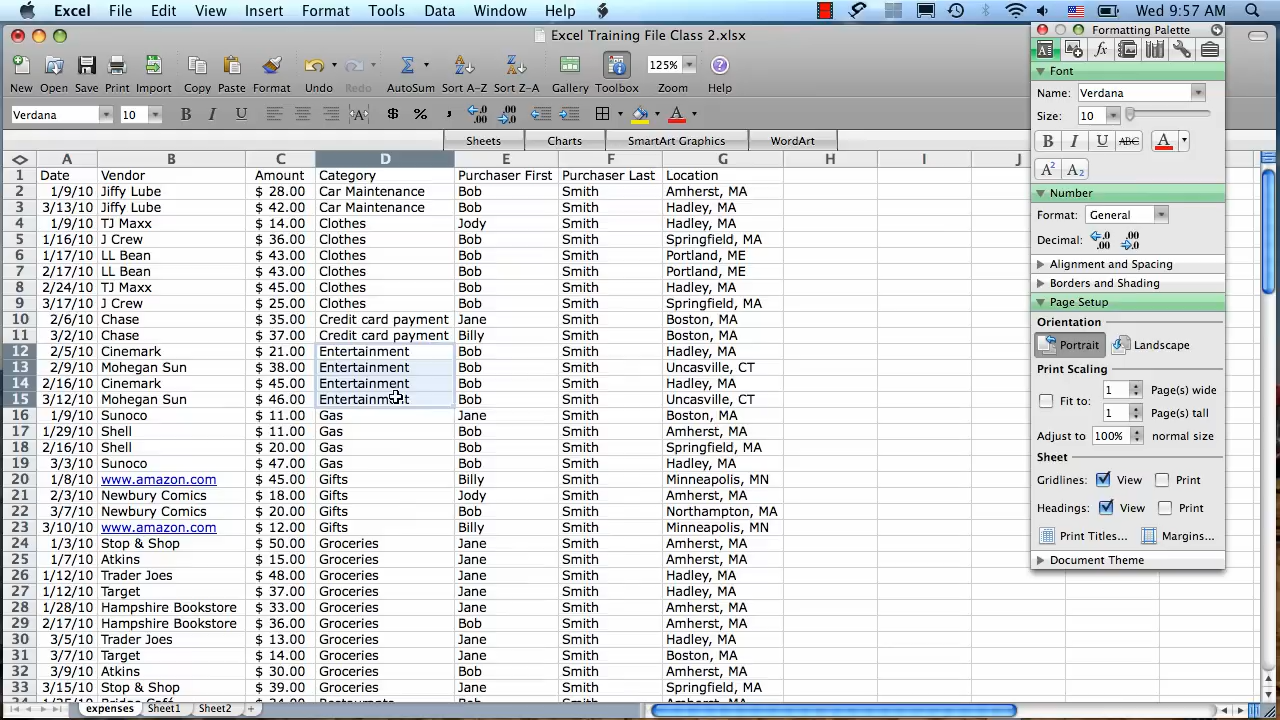 Excel File Edit View Insert Format Tools Data Window Help Wed 9:57 AM
Excel Training File Class 2.xlsx
Formatting Palette
125%
New Open Save Print Import Copy Paste Format Undo Redo AutoSum Sort A-Z Sort Z-A Gallery Toolbox Zoom Help
Verdana 10 B I U $ % ,
Sheets Charts SmartArt Graphics WordArt
A B C D E F G H I J
1 Date Vendor Amount Category Purchaser First Purchaser Last Location
2 1/9/10 Jiffy Lube $ 28.00 Car Maintenance Bob Smith Amherst, MA
3 3/13/10 Jiffy Lube $ 42.00 Car Maintenance Bob Smith Hadley, MA
4 1/9/10 TJ Maxx $ 14.00 Clothes Jody Smith Hadley, MA
5 1/16/10 J Crew $ 36.00 Clothes Bob Smith Springfield, MA
6 1/17/10 LL Bean $ 43.00 Clothes Bob Smith Portland, ME
7 2/17/10 LL Bean $ 43.00 Clothes Bob Smith Portland, ME
8 2/24/10 TJ Maxx $ 45.00 Clothes Bob Smith Hadley, MA
9 3/17/10 J Crew $ 25.00 Clothes Bob Smith Springfield, MA
10 2/6/10 Chase $ 35.00 Credit card payment Jane Smith Boston, MA
11 3/2/10 Chase $ 37.00 Credit card payment Billy Smith Boston, MA
12 2/5/10 Cinemark $ 21.00 Entertainment Bob Smith Hadley, MA
13 2/9/10 Mohegan Sun $ 38.00 Entertainment Bob Smith Uncasville, CT
14 2/16/10 Cinemark $ 45.00 Entertainment Bob Smith Hadley, MA
15 3/12/10 Mohegan Sun $ 46.00 Entertainment Bob Smith Uncasville, CT
16 1/9/10 Sunoco $ 11.00 Gas Jane Smith Boston, MA
17 1/29/10 Shell $ 11.00 Gas Bob Smith Amherst, MA
18 2/16/10 Shell $ 20.00 Gas Bob Smith Springfield, MA
19 3/3/10 Sunoco $ 47.00 Gas Bob Smith Hadley, MA
20 1/8/10 www.amazon.com $ 45.00 Gifts Billy Smith Minneapolis, MN
21 2/3/10 Newbury Comics $ 18.00 Gifts Jody Smith Amherst, MA
22 3/7/10 Newbury Comics $ 20.00 Gifts Bob Smith Northampton, MA
23 3/10/10 www.amazon.com $ 12.00 Gifts Billy Smith Minneapolis, MN
24 1/3/10 Stop & Shop $ 50.00 Groceries Jane Smith Amherst, MA
25 1/7/10 Atkins $ 15.00 Groceries Jane Smith Amherst, MA
26 1/12/10 Trader Joes $ 48.00 Groceries Jane Smith Hadley, MA
27 1/12/10 Target $ 37.00 Groceries Jane Smith Hadley, MA
28 1/28/10 Hampshire Bookstore $ 33.00 Groceries Jane Smith Amherst, MA
29 2/17/10 Hampshire Bookstore $ 36.00 Groceries Bob Smith Amherst, MA
30 3/5/10 Trader Joes $ 13.00 Groceries Jane Smith Hadley, MA
31 3/7/10 Target $ 14.00 Groceries Jane Smith Boston, MA
32 3/9/10 Atkins $ 30.00 Groceries Bob Smith Amherst, MA
33 3/15/10 Stop & Shop $ 39.00 Groceries Jane Smith Springfield, MA
expenses Sheet1 Sheet2 +
Font
Name: Verdana
Size: 10
B I U ABC A
A2 A2
Number
Format: General
Decimal: .0 .00 .00 .0
Alignment and Spacing
Borders and Shading
Page Setup
Orientation
Portrait Landscape
Print Scaling
Fit to: 1 Page(s) wide
1 Page(s) tall
Adjust to 100% normal size
Sheet
Gridlines: View Print
Headings: View Print
Print Titles... Margins...
Document Theme